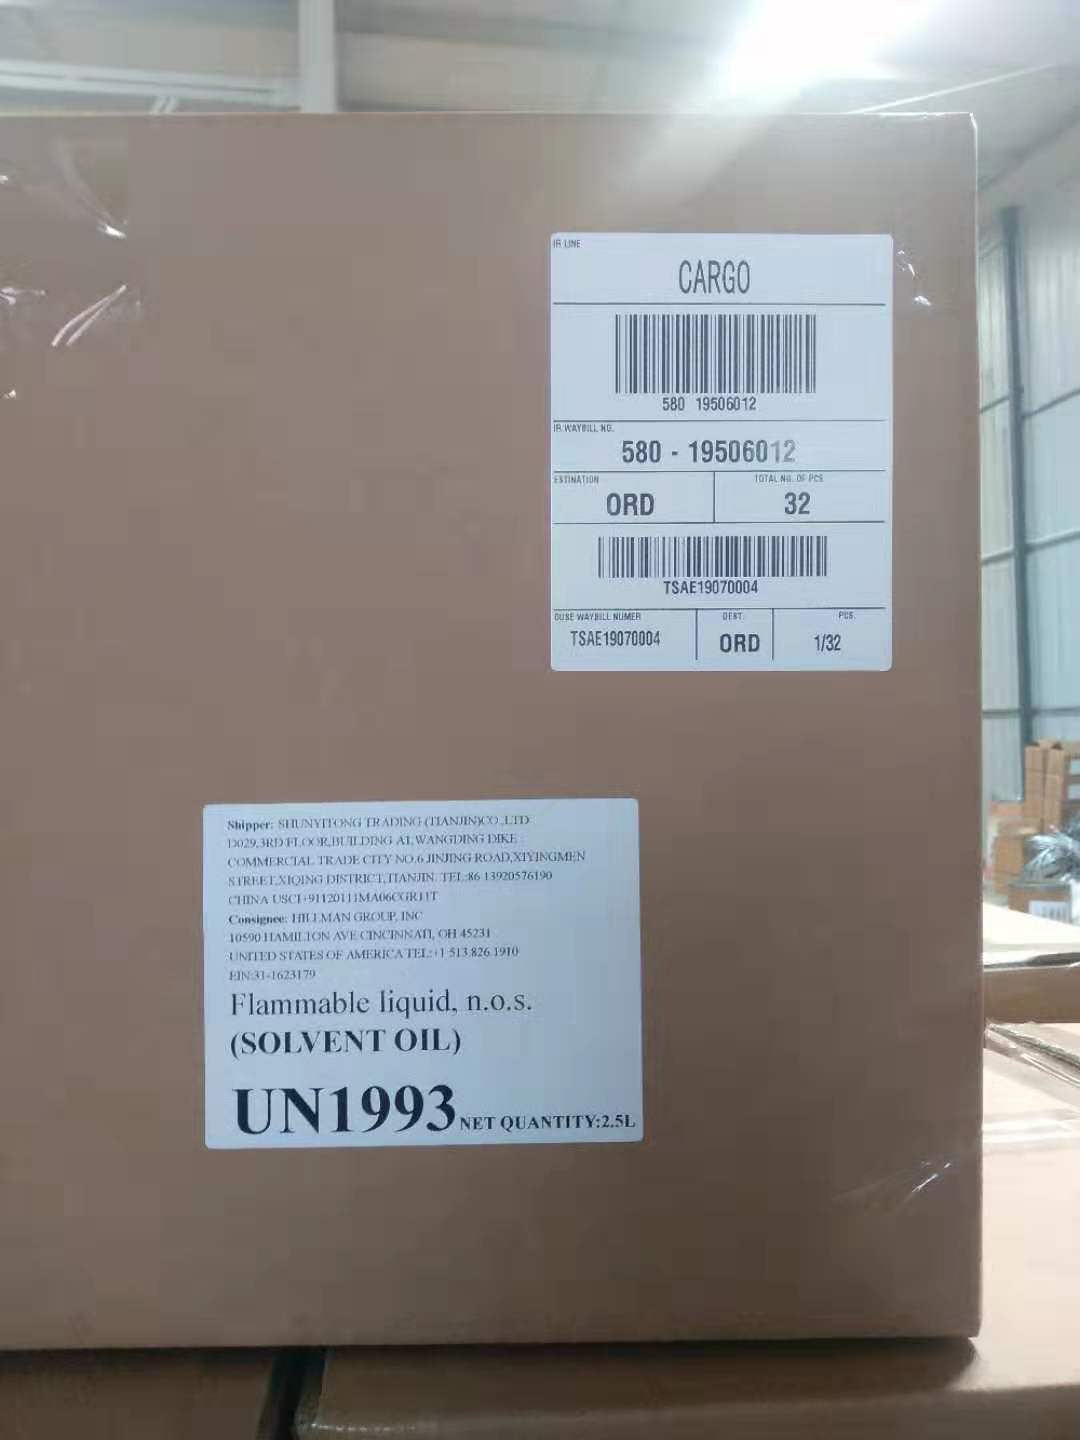 IR LINE
CARGO
580 19506012
IR WAYBILL NO.
580 - 19506012
ESTINATION
TOTAL NO. OF PCS
ORD
32
TSAE19070004
OUSE WAYBILL NUMER
DEST.
PCS.
TSAE19070004
ORD
1/32
Shipper: SHUNYITONG TRADING (TIANJIN)CO.,LTD
D029,3RD FLOOR,BUILDING A1,WANGDING DIKE
COMMERCIAL TRADE CITY NO.6 JINJING ROAD,XIYINGMEN
STREET,XIQING DISTRICT,TIANJIN. TEL:86 13920576190
CHINA USCI+91120111MA06CGR11T
Consignee: HILLMAN GROUP, INC
10590 HAMILTON AVE CINCINNATI, OH 45231
UNITED STATES OF AMERICA TEL:+1 513.826.1910
EIN:31-1623179
Flammable liquid, n.o.s.
(SOLVENT OIL)
UN1993 NET QUANTITY:2.5L